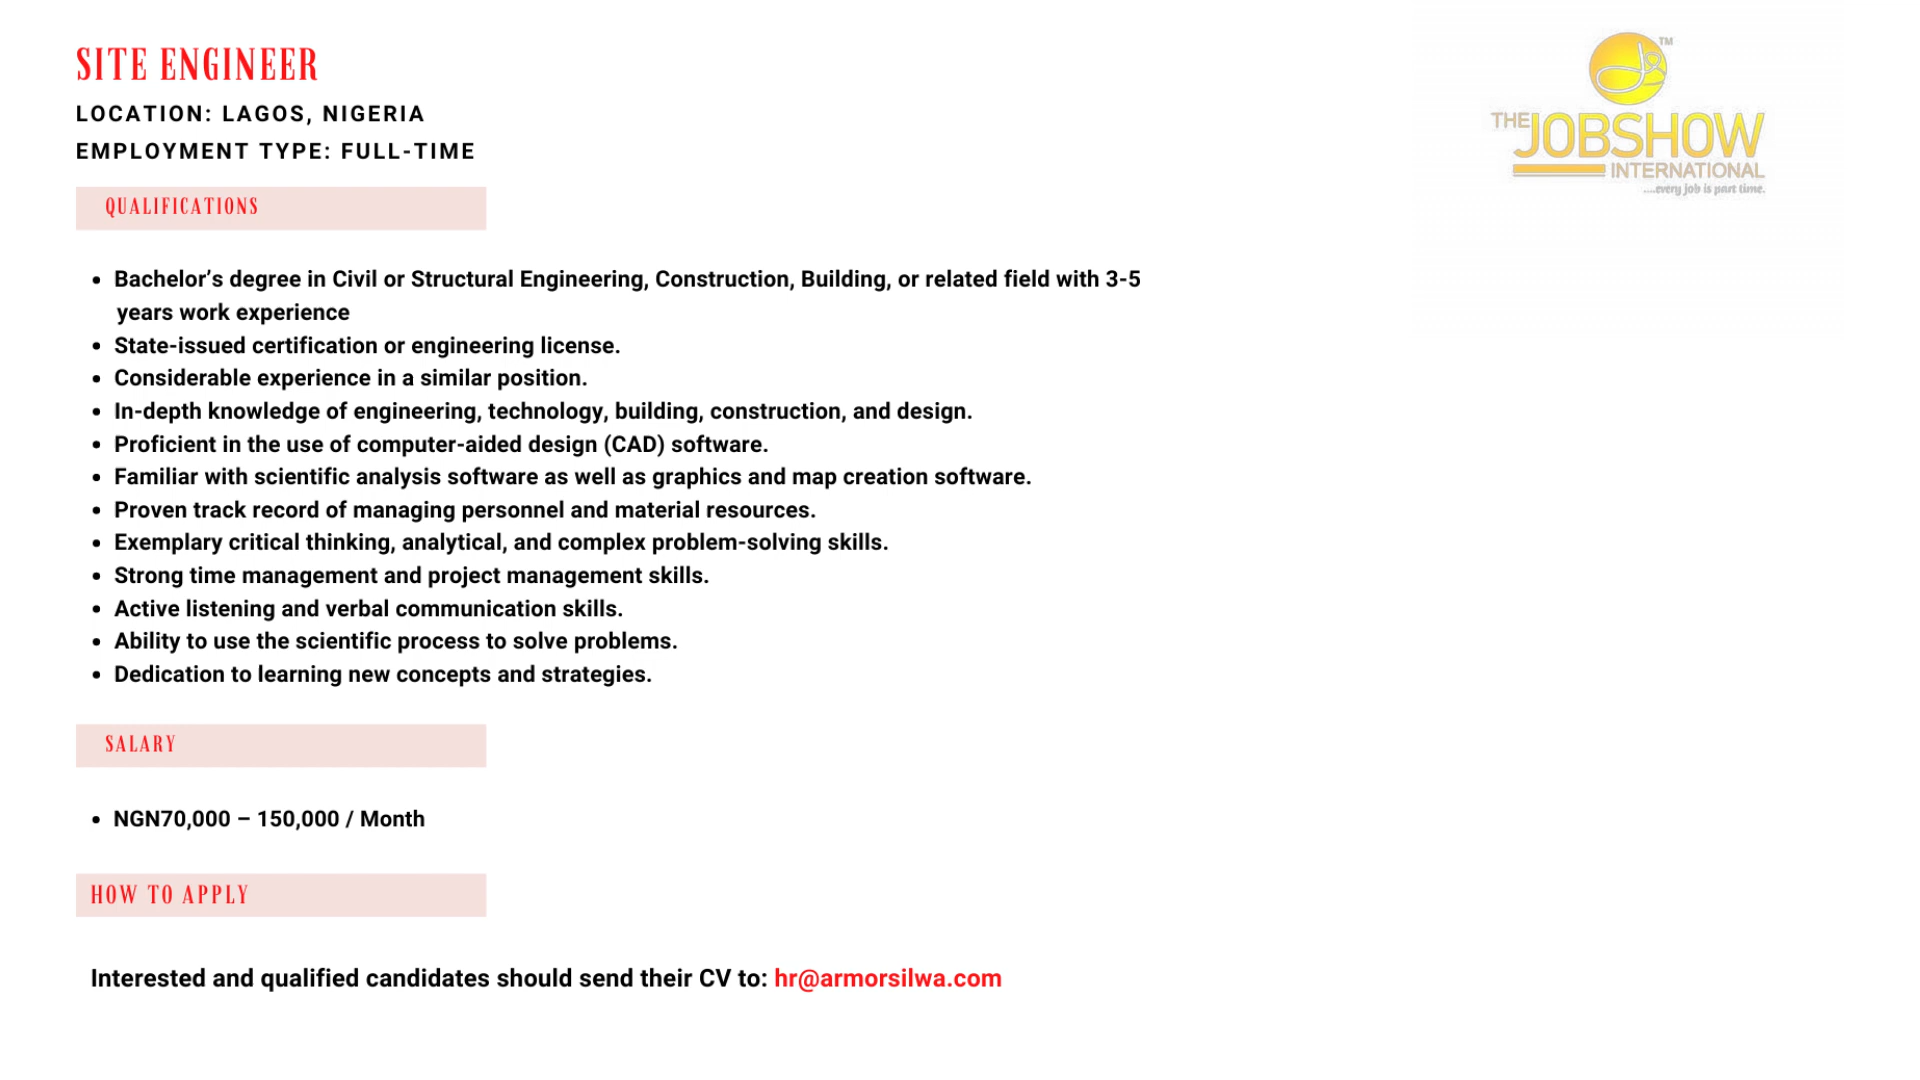 SITE ENGINEER
LOCATION: LAGOS, NIGERIA
EMPLOYMENT TYPE: FULL-TIME
QUALIFICATIONS
• Bachelor’s degree in Civil or Structural Engineering, Construction, Building, or related field with 3-5
years work experience
• State-issued certification or engineering license.
• Considerable experience in a similar position.
• In-depth knowledge of engineering, technology, building, construction, and design.
• Proficient in the use of computer-aided design (CAD) software.
• Familiar with scientific analysis software as well as graphics and map creation software.
• Proven track record of managing personnel and material resources.
• Exemplary critical thinking, analytical, and complex problem-solving skills.
• Strong time management and project management skills.
• Active listening and verbal communication skills.
• Ability to use the scientific process to solve problems.
• Dedication to learning new concepts and strategies.
SALARY
• NGN70,000 – 150,000 / Month
HOW TO APPLY
Interested and qualified candidates should send their CV to: hr@armorsilwa.com
TM
THE JOBSHOW
INTERNATIONAL
....every job is part time.